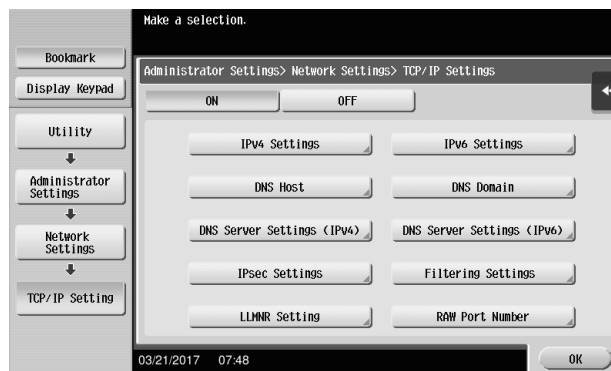 Make a selection.
Bookmark
Display Keypad
Utility
Administrator
Settings
Network
Settings
TCP/IP Setting
Administrator Settings> Network Settings> TCP/IP Settings
ON OFF
IPv4 Settings IPv6 Settings
DNS Host DNS Domain
DNS Server Settings (IPv4) DNS Server Settings (IPv6)
IPsec Settings Filtering Settings
LLMNR Setting RAW Port Number
03/21/2017 07:48
OK